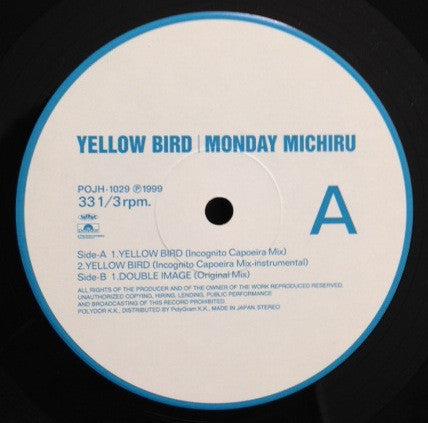 YELLOW BIRD | MONDAY MICHIRU
POJH-1029 ℗1999
33 1/3 rpm.
A
Side-A 1.YELLOW BIRD (Incognito Capoeira Mix)
2.YELLOW BIRD (Incognito Capoeira Mix-instrumental)
Side-B 1.DOUBLE IMAGE (Original Mix)
ALL RIGHTS OF THE PRODUCER AND OF THE OWNER OF THE WORK REPRODUCED RESERVED.
UNAUTHORIZED COPYING, HIRING, LENDING, PUBLIC PERFORMANCE
AND BROADCASTING OF THIS RECORD PROHIBITED.
POLYDOR K.K., DISTRIBUTED BY PolyGram K.K., MADE IN JAPAN STEREO